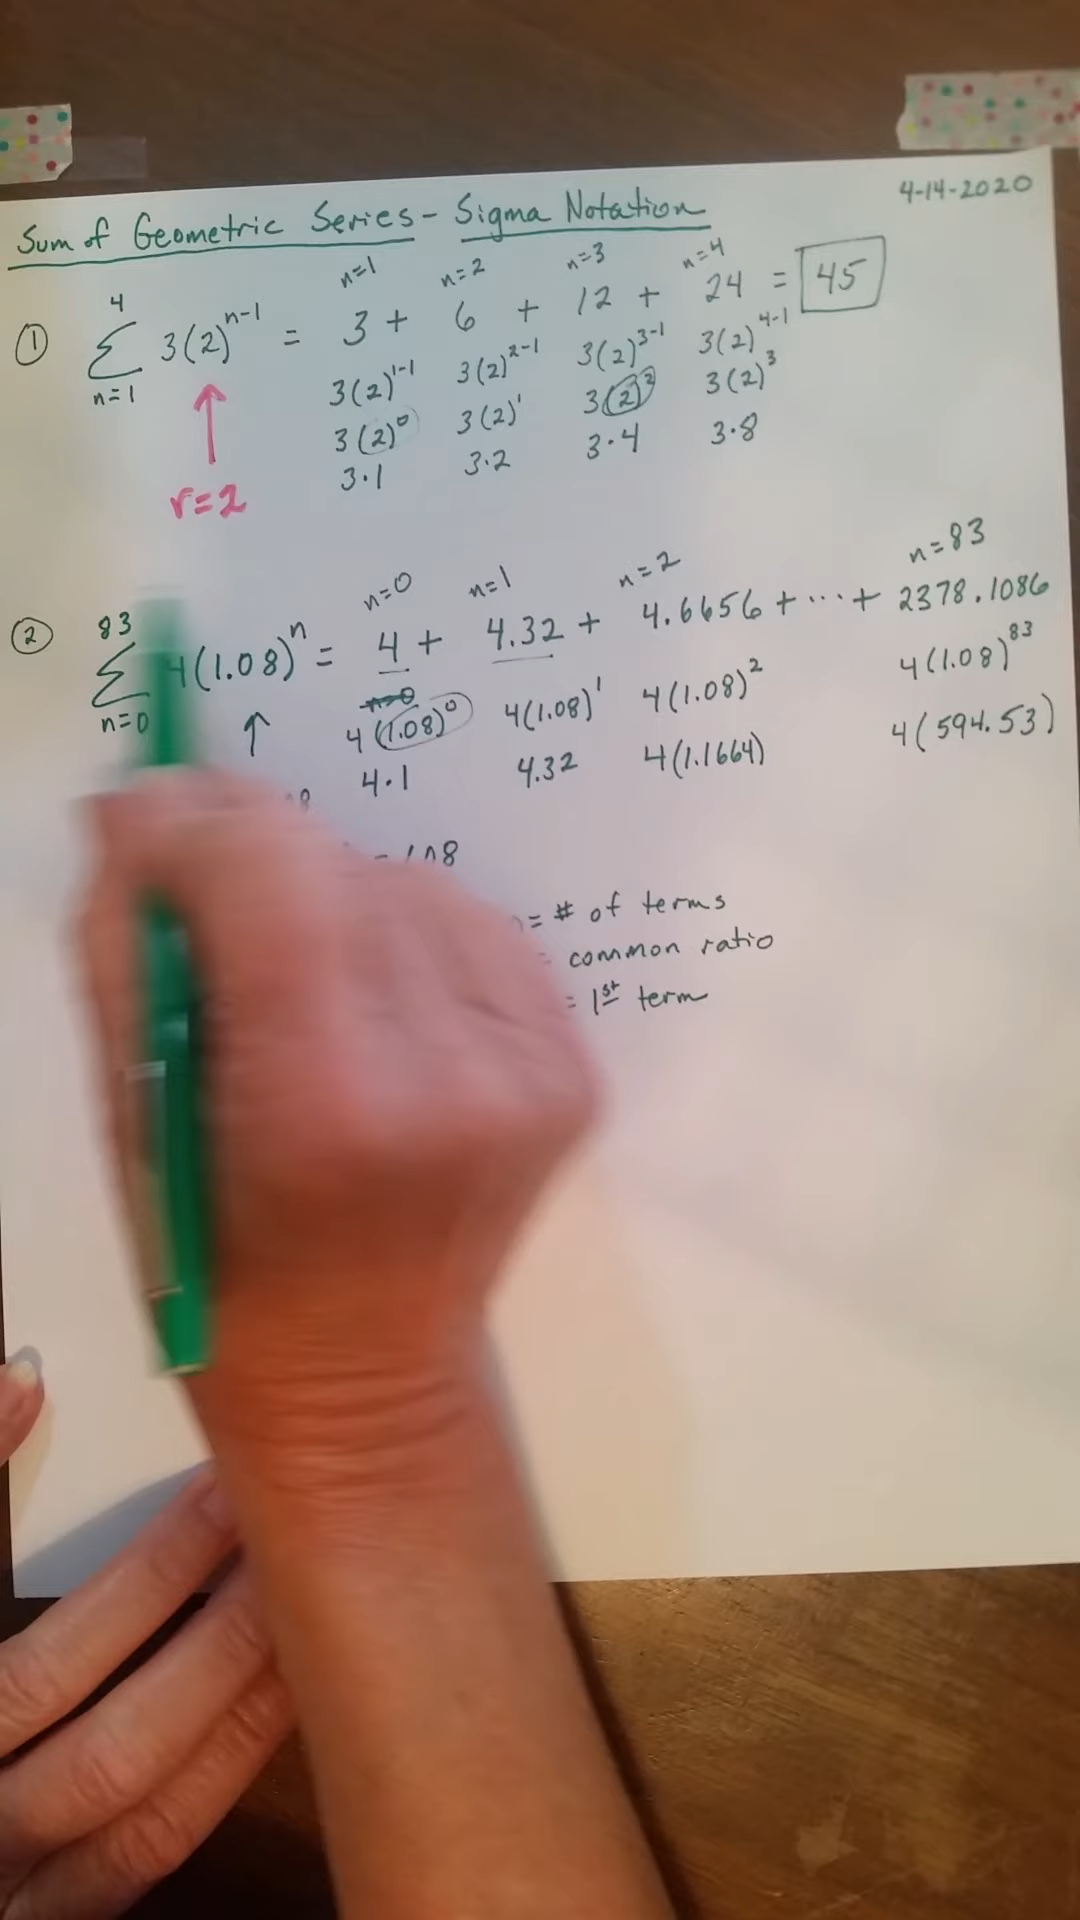 4-14-2020
Sum of Geometric Series - Sigma Notation
n=1 n=2 n=3 n=4
① 4 ∑ n=1 3(2)^{n-1} = 3 + 6 + 12 + 24 = 45
3(2)^{1-1} 3(2)^{2-1} 3(2)^{3-1} 3(2)^{4-1}
3(2)^0 3(2)^1 3(2)^2 3(2)^3
3·1 3·2 3·4 3·8
r=2
n=0 n=1 n=2 n=83
② 83 ∑ n=0 4(1.08)^n = 4 + 4.32 + 4.6656 + ··· + 2378.1086
n=0
4(1.08)^0 4(1.08)^1 4(1.08)^2 4(1.08)^{83}
4·1 4.32 4(1.1664) 4(594.53)
= # of terms
= common ratio
= 1st term